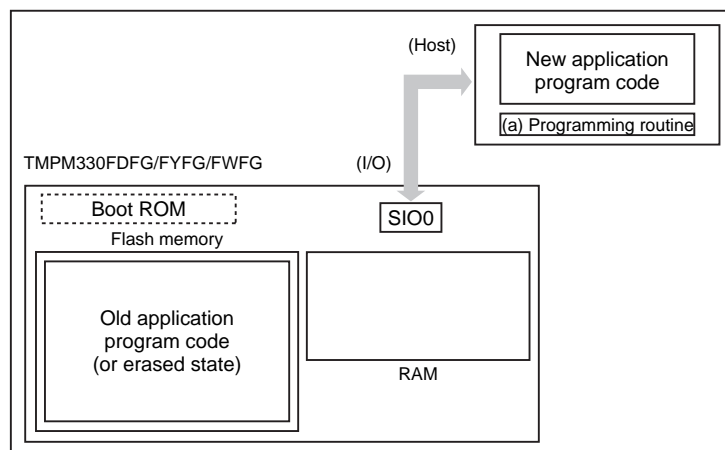 (Host)
New application
program code
(a) Programming routine
TMPM330FDFG/FYFG/FWFG
(I/O)
Boot ROM
SIO0
Flash memory
Old application
program code
(or erased state)
RAM